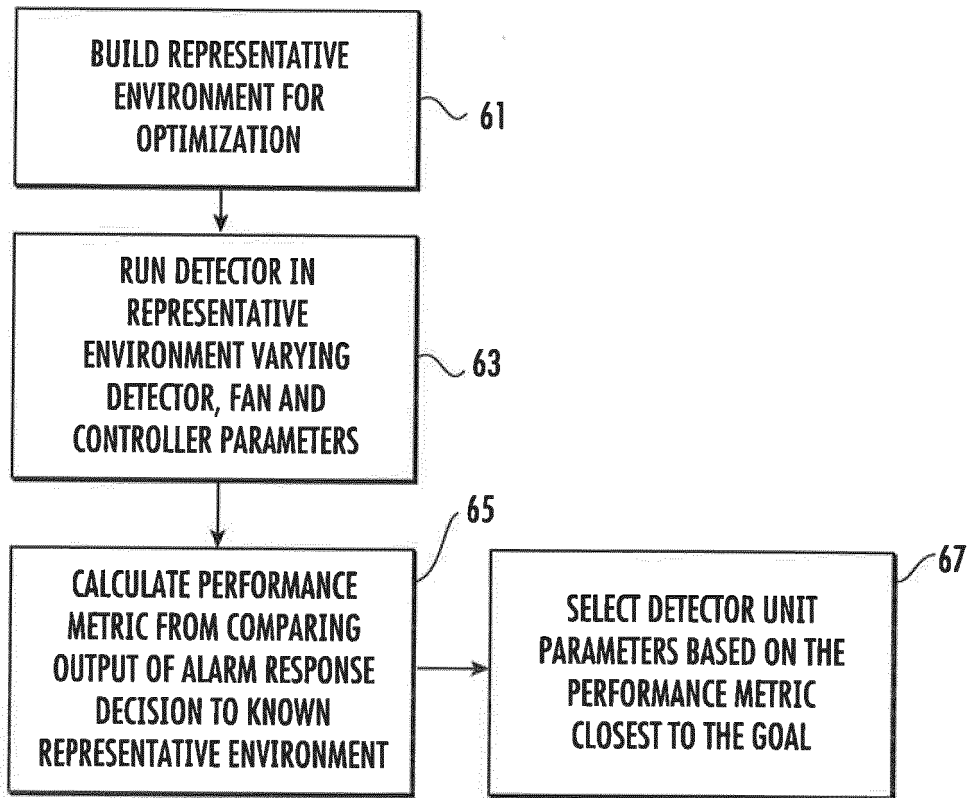 BUILD REPRESENTATIVE
ENVIRONMENT FOR
OPTIMIZATION
61
RUN DETECTOR IN
REPRESENTATIVE
ENVIRONMENT VARYING
DETECTOR, FAN AND
CONTROLLER PARAMETERS
63
65
CALCULATE PERFORMANCE
METRIC FROM COMPARING
OUTPUT OF ALARM RESPONSE
DECISION TO KNOWN
REPRESENTATIVE ENVIRONMENT
67
SELECT DETECTOR UNIT
PARAMETERS BASED ON THE
PERFORMANCE METRIC
CLOSEST TO THE GOAL